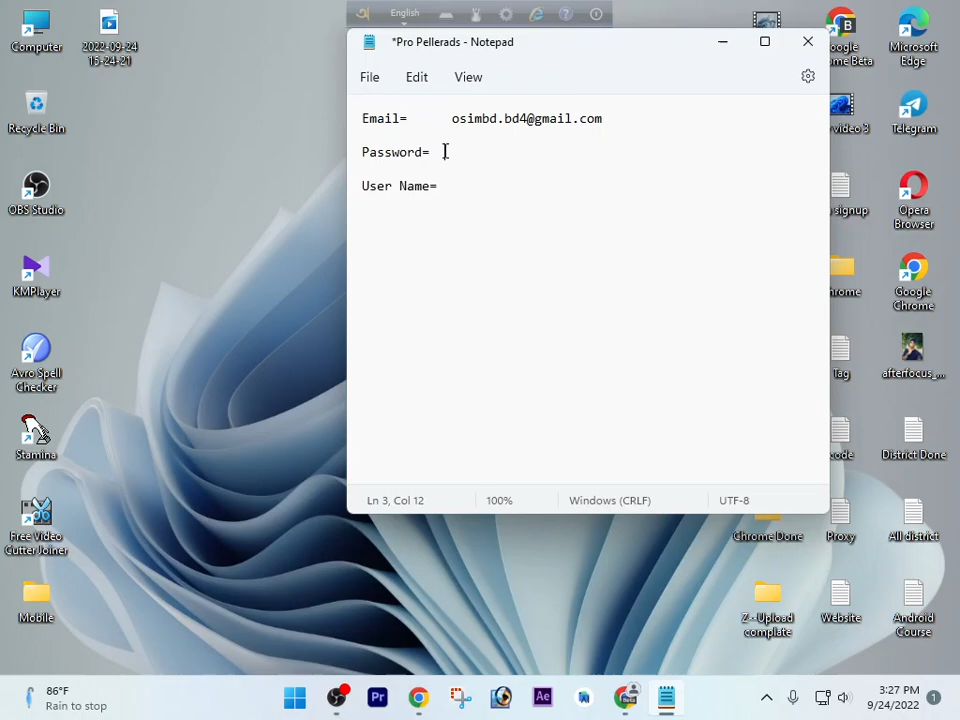 English
*Pro Pellerads - Notepad
File Edit View
Email= osimbd.bd4@gmail.com
Password=
User Name=
Ln 3, Col 12
100%
Windows (CRLF)
UTF-8
Computer
2022-09-24
15-24-21
Recycle Bin
OBS Studio
KMPlayer
Avro Spell
Checker
Stamina
Free Video
Cutter Joiner
Mobile
Google
Chrome Beta
Microsoft
Edge
video 3
Telegram
signup
Opera
Browser
Chrome
Google
Chrome
Tag
afterfocus_...
code
District Done
Chrome Done
Proxy
All district
Z--Upload
complate
Website
Android
Course
86°F
Rain to stop
3:27 PM
9/24/2022
1